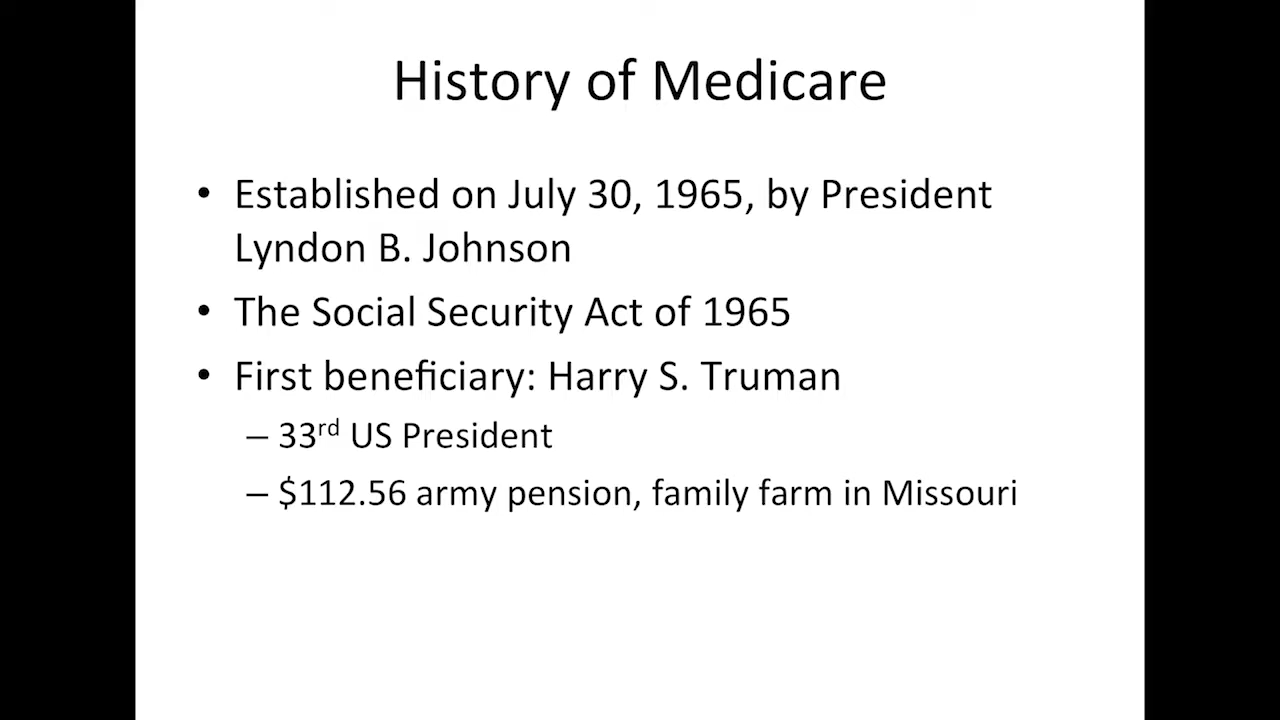 History of Medicare
• Established on July 30, 1965, by President
Lyndon B. Johnson
• The Social Security Act of 1965
• First beneficiary: Harry S. Truman
– 33rd US President
– $112.56 army pension, family farm in Missouri